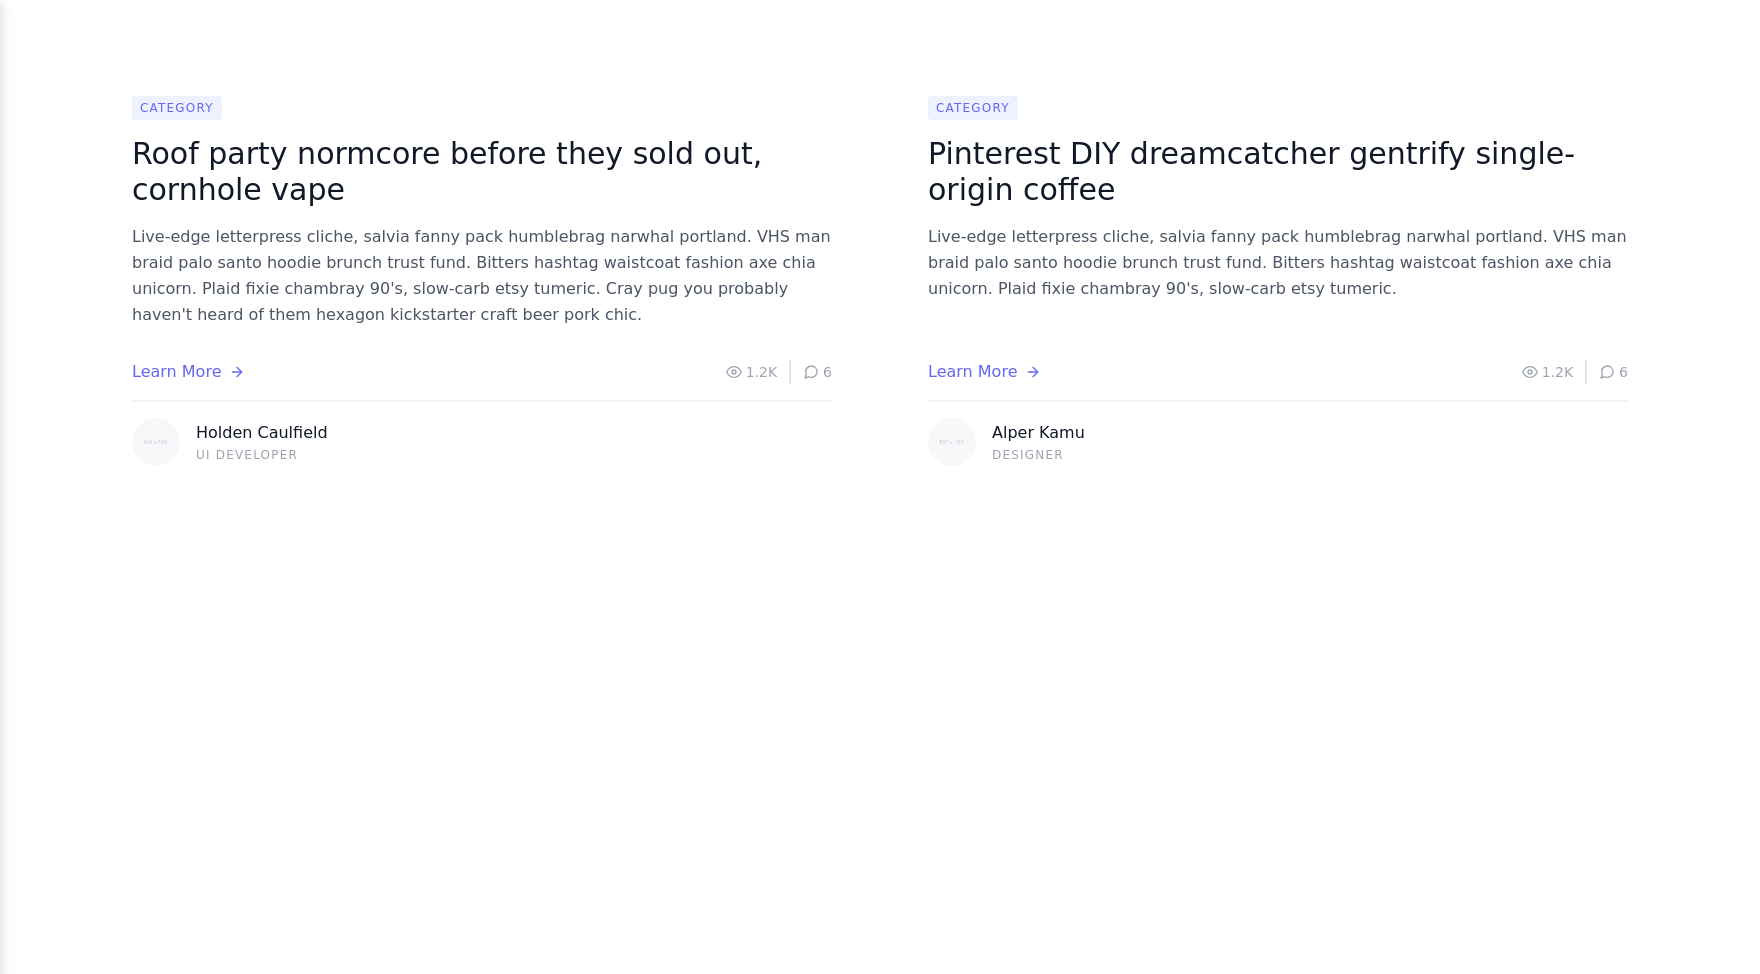 CATEGORY
Roof party normcore before they sold out,
cornhole vape
Live-edge letterpress cliche, salvia fanny pack humblebrag narwhal portland. VHS man
braid palo santo hoodie brunch trust fund. Bitters hashtag waistcoat fashion axe chia
unicorn. Plaid fixie chambray 90's, slow-carb etsy tumeric. Cray pug you probably
haven't heard of them hexagon kickstarter craft beer pork chic.
Learn More
1.2K
6
Holden Caulfield
UI DEVELOPER
CATEGORY
Pinterest DIY dreamcatcher gentrify single-
origin coffee
Live-edge letterpress cliche, salvia fanny pack humblebrag narwhal portland. VHS man
braid palo santo hoodie brunch trust fund. Bitters hashtag waistcoat fashion axe chia
unicorn. Plaid fixie chambray 90's, slow-carb etsy tumeric.
Learn More
1.2K
6
Alper Kamu
DESIGNER